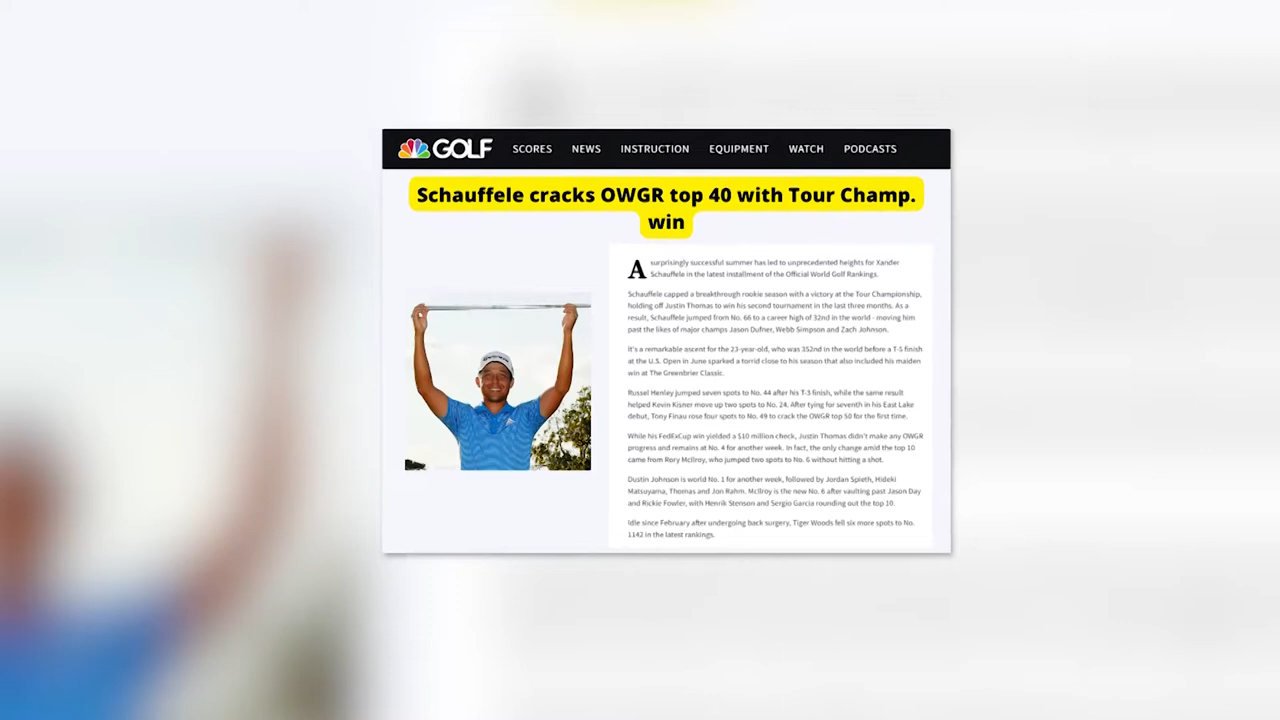 GOLF SCORES NEWS INSTRUCTION EQUIPMENT WATCH PODCASTS
Schauffele cracks OWGR top 40 with Tour Champ.
win
A surprisingly successful summer has led to unprecedented heights for Xander
Schauffele in the latest installment of the Official World Golf Rankings.
Schauffele capped a breakthrough rookie season with a victory at the Tour Championship,
holding off Justin Thomas to win his second tournament in the last three months. As a
result, Schauffele jumped from No. 66 to a career high of 32nd in the world - moving him
past the likes of major champs Jason Dufner, Webb Simpson and Zach Johnson.
It's a remarkable ascent for the 23-year-old, who was 352nd in the world before a T-5 finish
at the U.S. Open in June sparked a torrid close to his season that also included his maiden
win at The Greenbrier Classic.
Russel Henley jumped seven spots to No. 44 after his T-3 finish, while the same result
helped Kevin Kisner move up two spots to No. 24. After tying for seventh in his East Lake
debut, Tony Finau rose four spots to No. 49 to crack the OWGR top 50 for the first time.
While his FedExCup win yielded a $10 million check, Justin Thomas didn't make any OWGR
progress and remains at No. 4 for another week. In fact, the only change amid the top 10
came from Rory McIlroy, who jumped two spots to No. 6 without hitting a shot.
Dustin Johnson is world No. 1 for another week, followed by Jordan Spieth, Hideki
Matsuyama, Thomas and Jon Rahm. McIlroy is the new No. 6 after vaulting past Jason Day
and Rickie Fowler, with Henrik Stenson and Sergio Garcia rounding out the top 10.
Idle since February after undergoing back surgery, Tiger Woods fell six more spots to No.
1142 in the latest rankings.